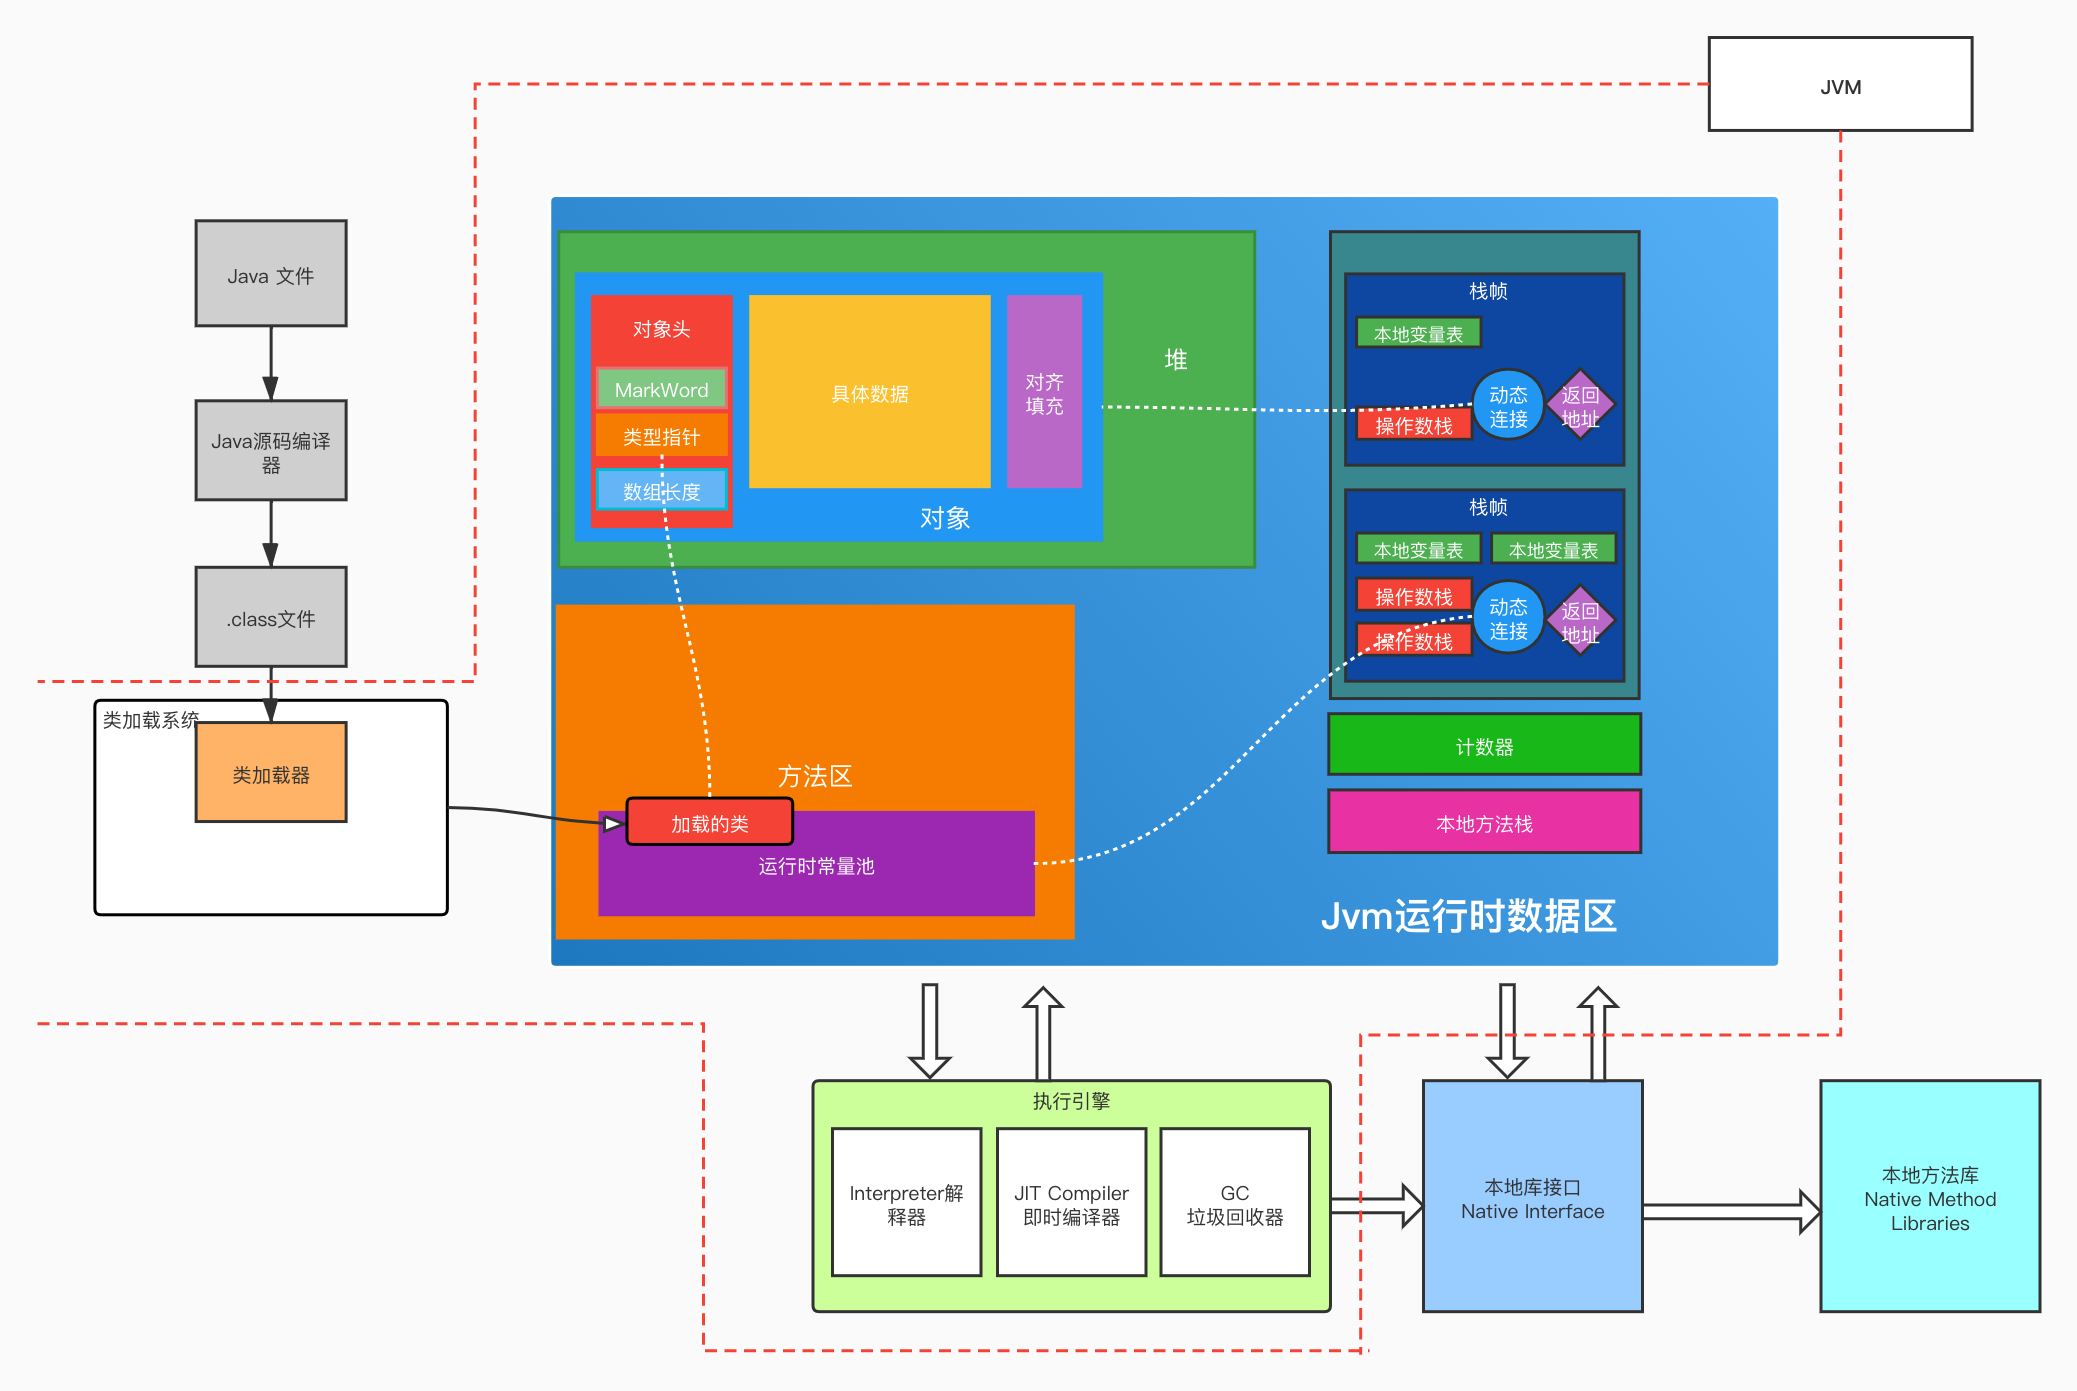 JVM
Java 文件
Java源码编译
器
.class文件
类加载系统
类加载器
对象头
MarkWord
类型指针
数组长度
具体数据
对齐
填充
对象
堆
栈帧
本地变量表
操作数栈
动态
连接
返回
地址
栈帧
本地变量表
本地变量表
操作数栈
操作数栈
动态
连接
返回
地址
方法区
加载的类
运行时常量池
计数器
本地方法栈
Jvm运行时数据区
执行引擎
Interpreter解
释器
JIT Compiler
即时编译器
GC
垃圾回收器
本地库接口
Native Interface
本地方法库
Native Method
Libraries